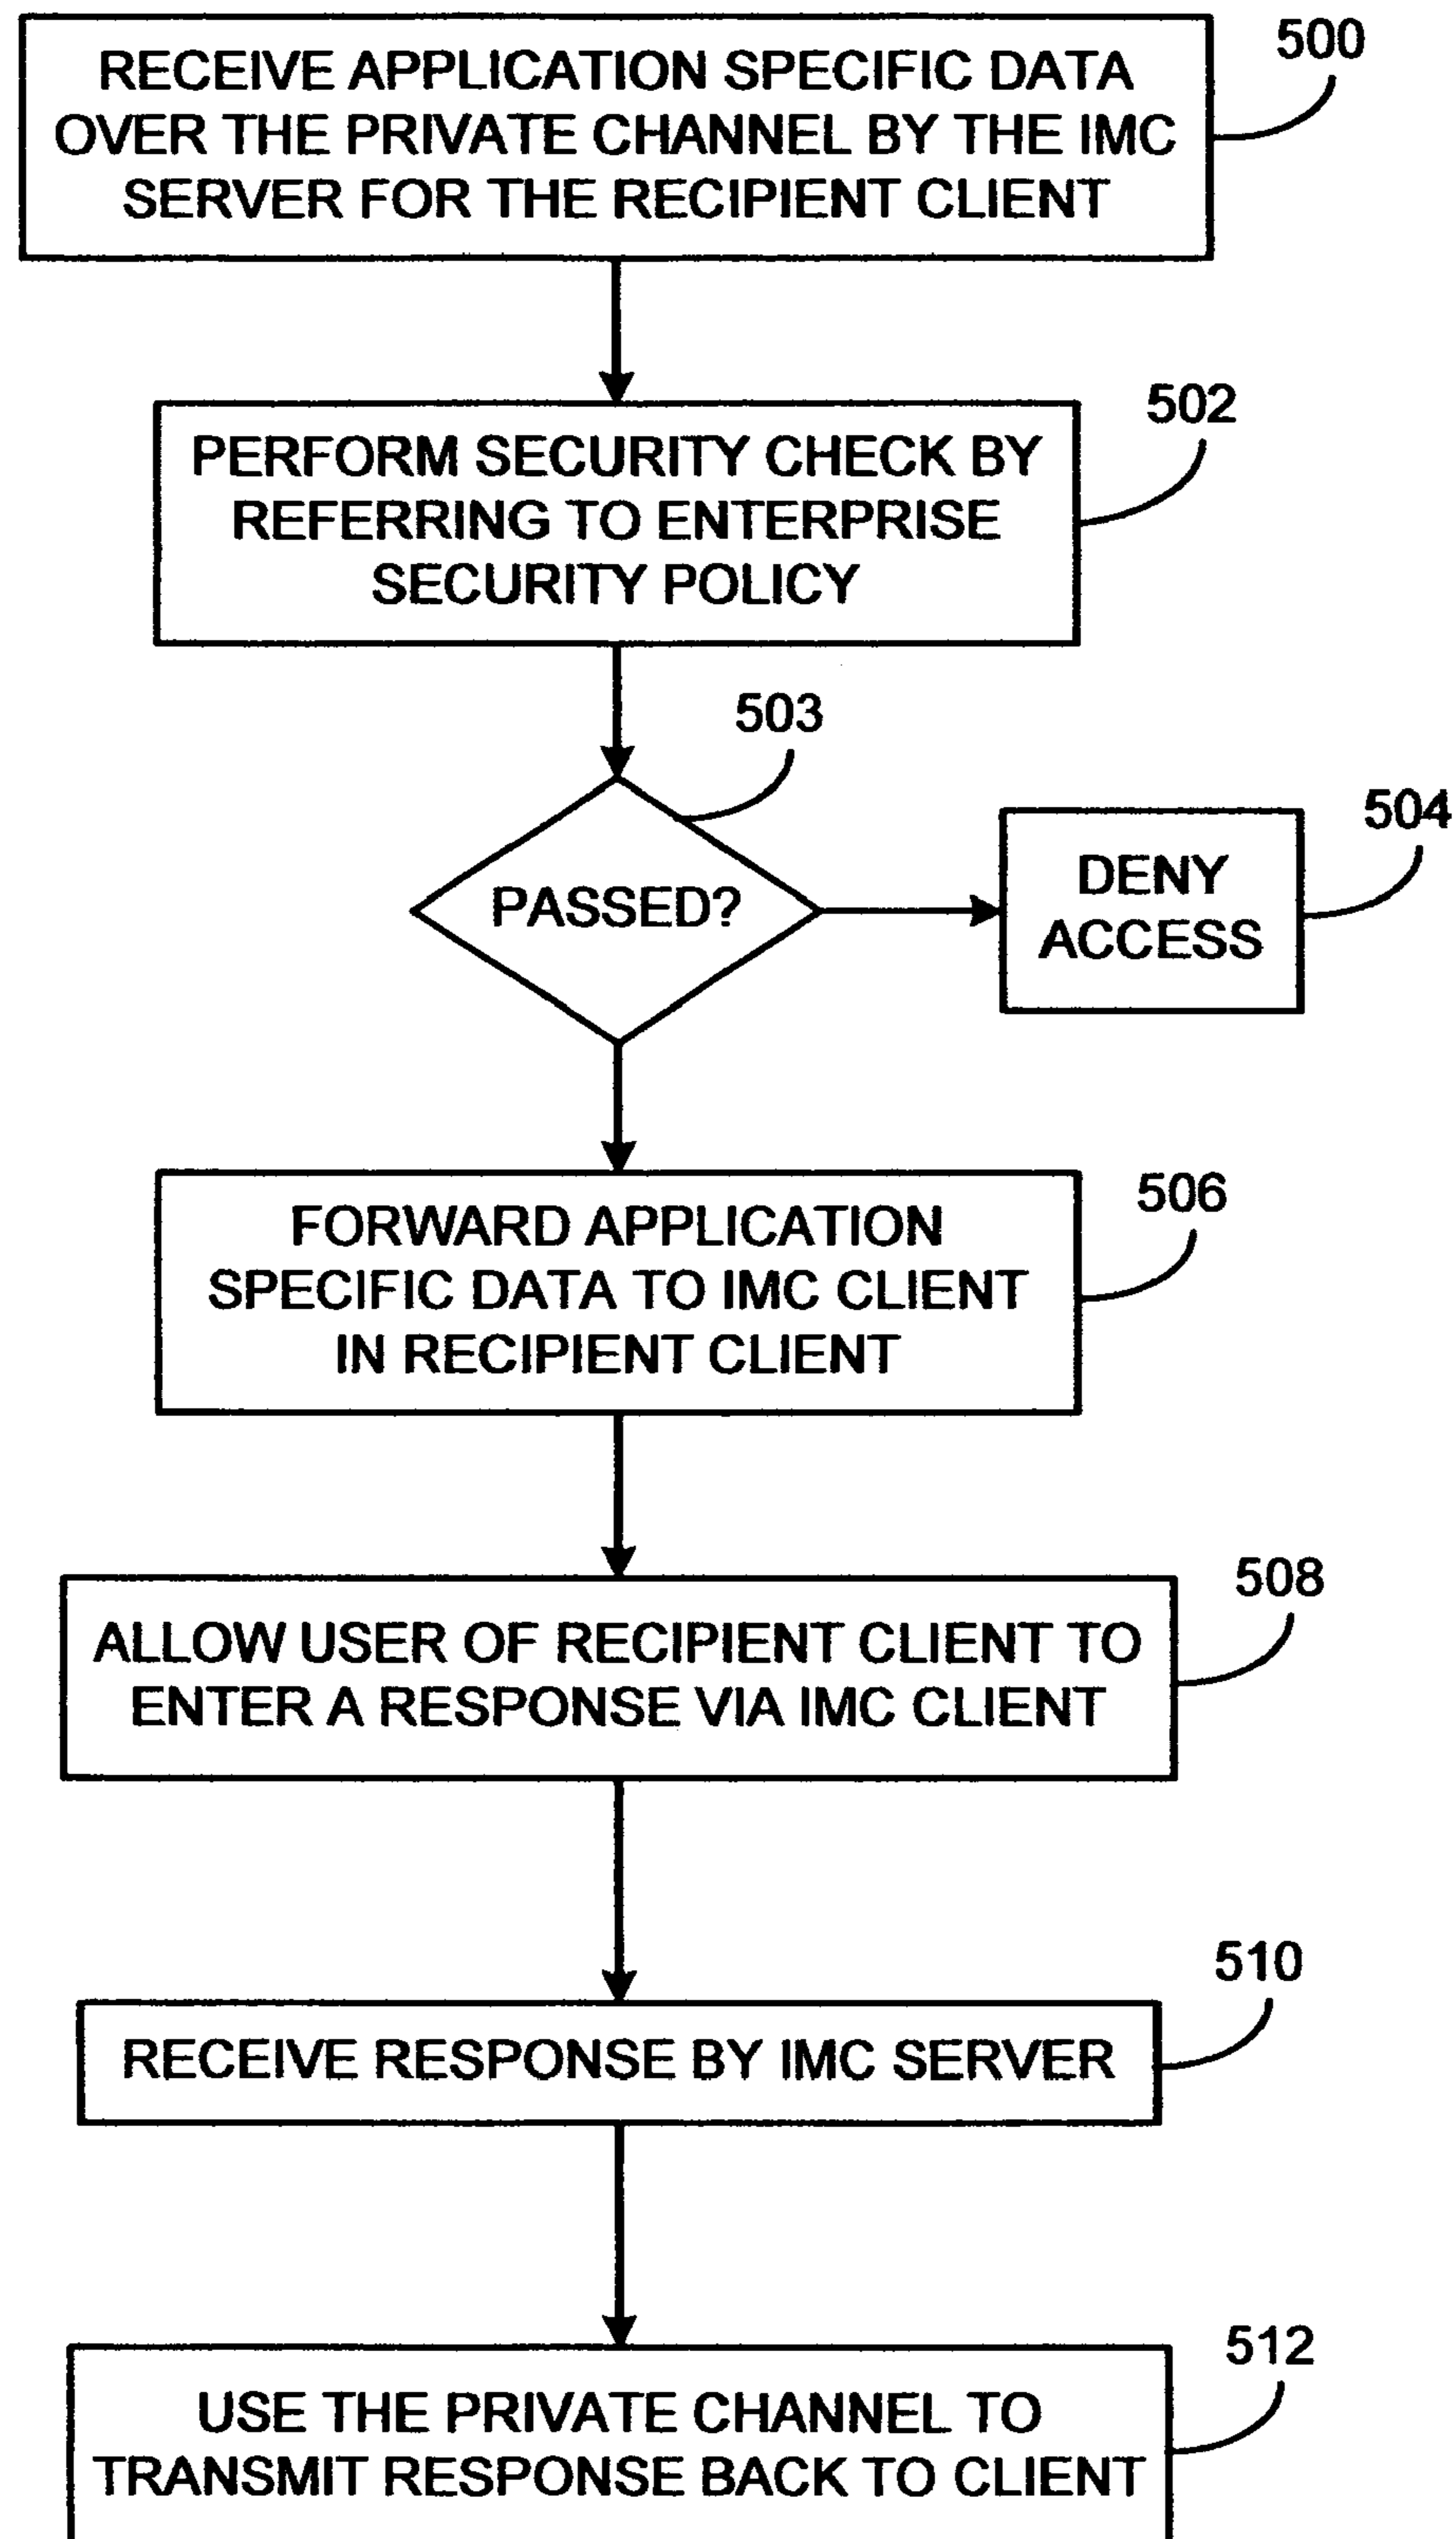 500
RECEIVE APPLICATION SPECIFIC DATA
OVER THE PRIVATE CHANNEL BY THE IMC
SERVER FOR THE RECIPIENT CLIENT
502
PERFORM SECURITY CHECK BY
REFERRING TO ENTERPRISE
SECURITY POLICY
503
PASSED?
504
DENY
ACCESS
506
FORWARD APPLICATION
SPECIFIC DATA TO IMC CLIENT
IN RECIPIENT CLIENT
508
ALLOW USER OF RECIPIENT CLIENT TO
ENTER A RESPONSE VIA IMC CLIENT
510
RECEIVE RESPONSE BY IMC SERVER
512
USE THE PRIVATE CHANNEL TO
TRANSMIT RESPONSE BACK TO CLIENT